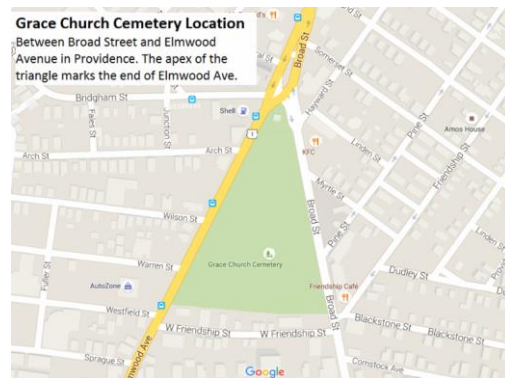 Grace Church Cemetery Location
Between Broad Street and Elmwood
Avenue in Providence. The apex of the
triangle marks the end of Elmwood Ave.
Broad St
Somerset St
Bridgham St
Hayward St
Pine St
Shell
Fales St
Junction St
1
Amos House
KFC
Linden
Friendship St
Arch St
Arch St
Myrtle St
Wilson St
Broad St
Pine St
Linden
Warren St
Grace Church Cemetery
Dudley St
Fuller St
AutoZone
Friendship Café
Westfield St
Broad St
Blackstone St
Blackstone St
W Friendship St
W Friendship St
Sprague St
mwood Ave
Google
Comstock Ave